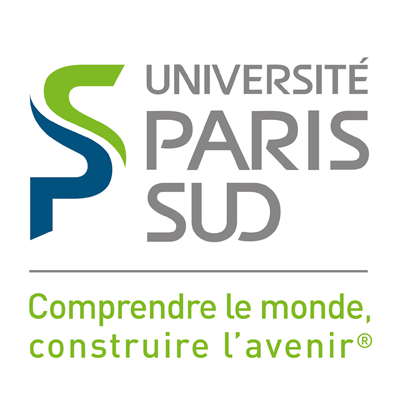 UNIVERSITÉ
PARIS
SUD
Comprendre le monde,
construire l'avenir®